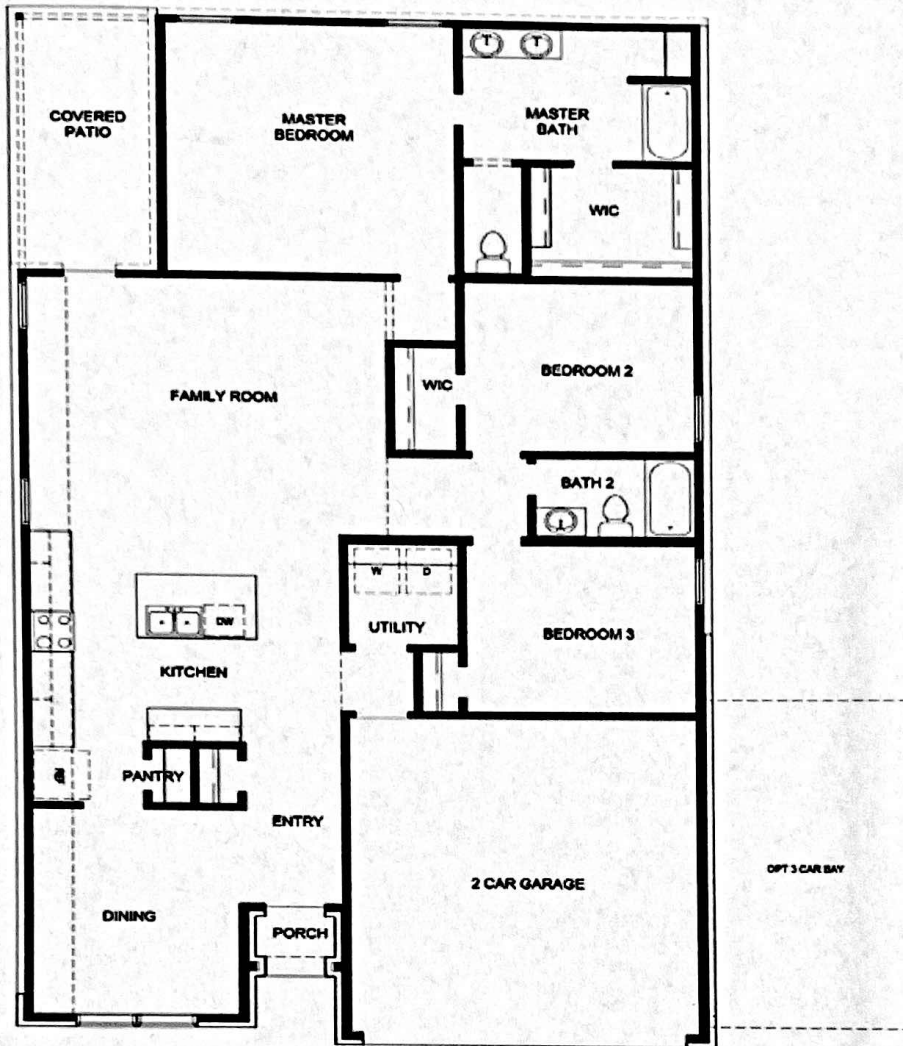 COVERED
PATIO
MASTER
BEDROOM
MASTER
BATH
WIC
FAMILY ROOM
WIC
BEDROOM 2
BATH 2
W
D
UTILITY
BEDROOM 3
DW
KITCHEN
PANTRY
ENTRY
2 CAR GARAGE
OPT 3 CAR BAY
DINING
PORCH